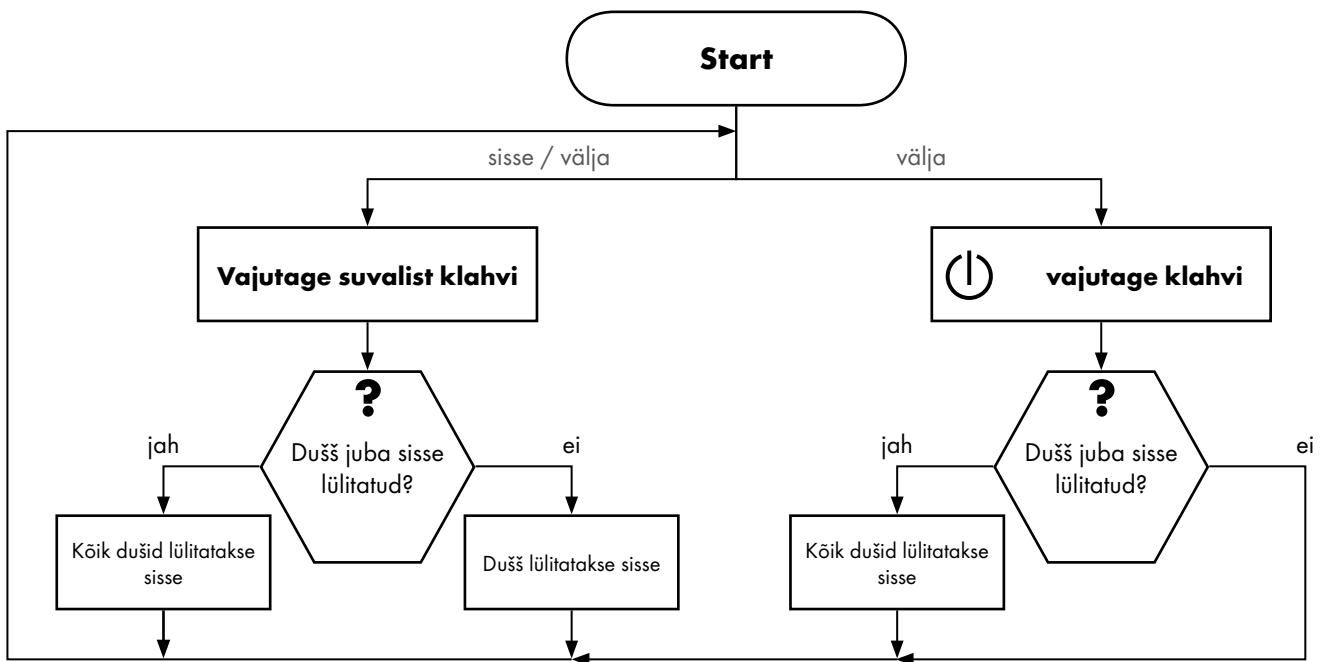 Start
sisse / välja
välja
Vajutage suvalist klahvi
vajutage klahvi
?
Dušš juba sisse
lülitatud?
jah
ei
?
Dušš juba sisse
lülitatud?
jah
ei
Kõik dušid lülitatakse
sisse
Dušš lülitatakse sisse
Kõik dušid lülitatakse
sisse